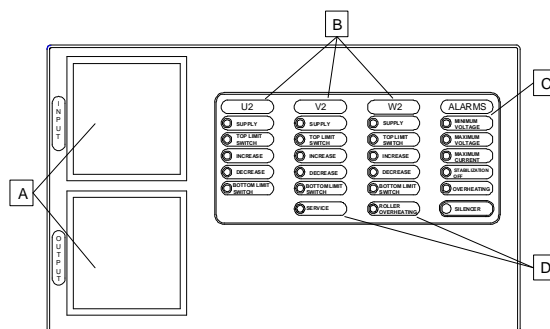 B
C
A
D
INPUT
OUTPUT
U2
V2
W2
ALARMS
SUPPLY
SUPPLY
SUPPLY
MINIMUM
VOLTAGE
TOP LIMIT
SWITCH
TOP LIMIT
SWITCH
TOP LIMIT
SWITCH
MAXIMUM
VOLTAGE
INCREASE
INCREASE
INCREASE
MAXIMUM
CURRENT
DECREASE
DECREASE
DECREASE
STABILIZATION
OFF
BOTTOM LIMIT
SWITCH
BOTTOM LIMIT
SWITCH
BOTTOM LIMIT
SWITCH
OVERHEATING
SERVICE
ROLLER
OVERHEATING
SILENCER